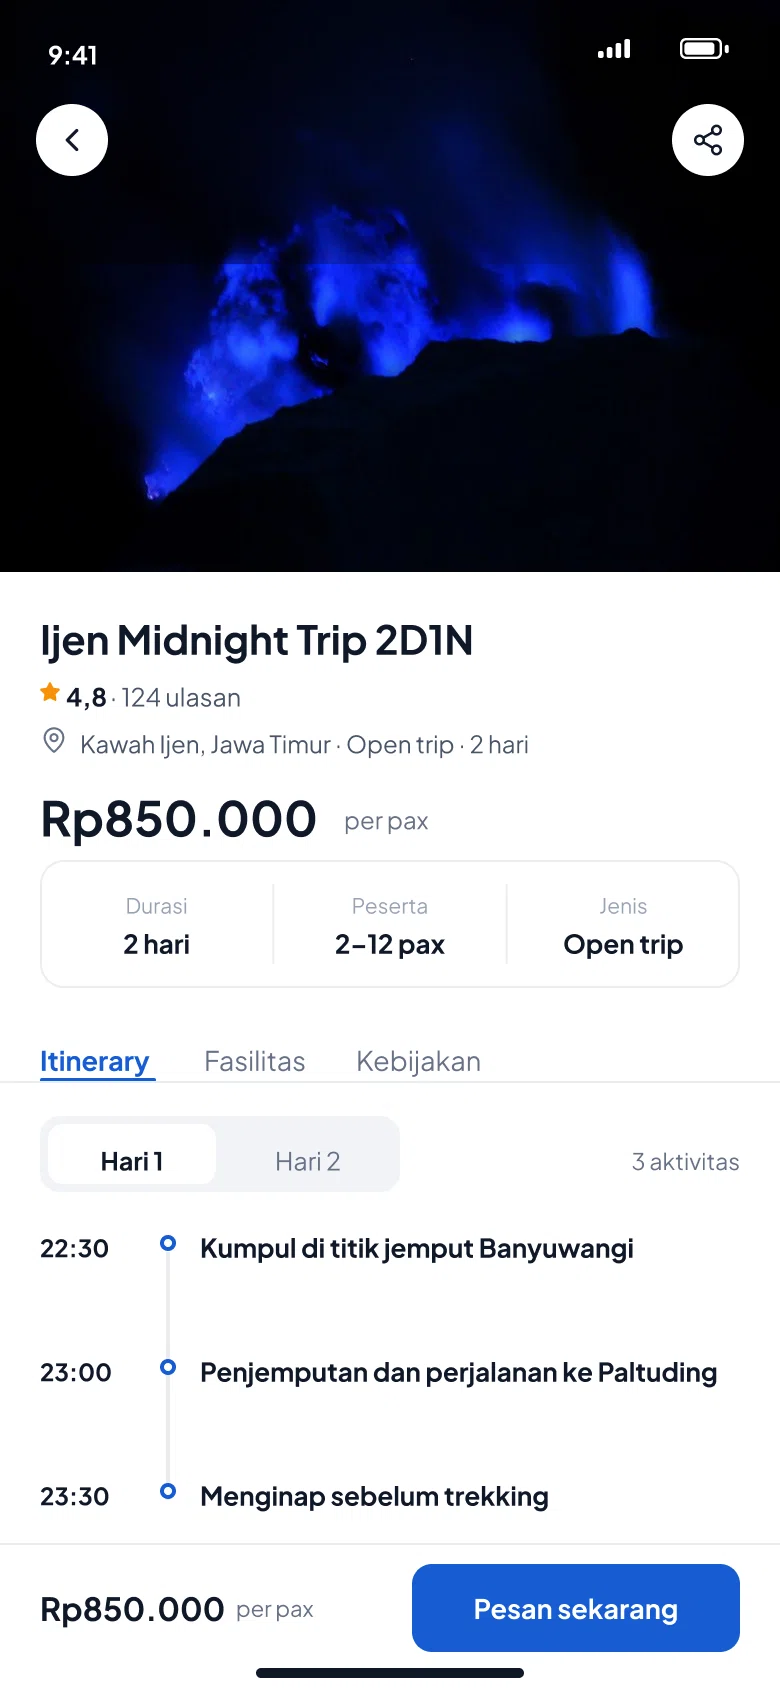 9:41
Ijen Midnight Trip 2D1N
4,8 · 124 ulasan
Kawah Ijen, Jawa Timur · Open trip · 2 hari
Rp850.000 per pax
Durasi Peserta Jenis
2 hari 2–12 pax Open trip
Itinerary Fasilitas Kebijakan
Hari 1 Hari 2 3 aktivitas
22:30 Kumpul di titik jemput Banyuwangi
23:00 Penjemputan dan perjalanan ke Paltuding
23:30 Menginap sebelum trekking
Rp850.000 per pax Pesan sekarang